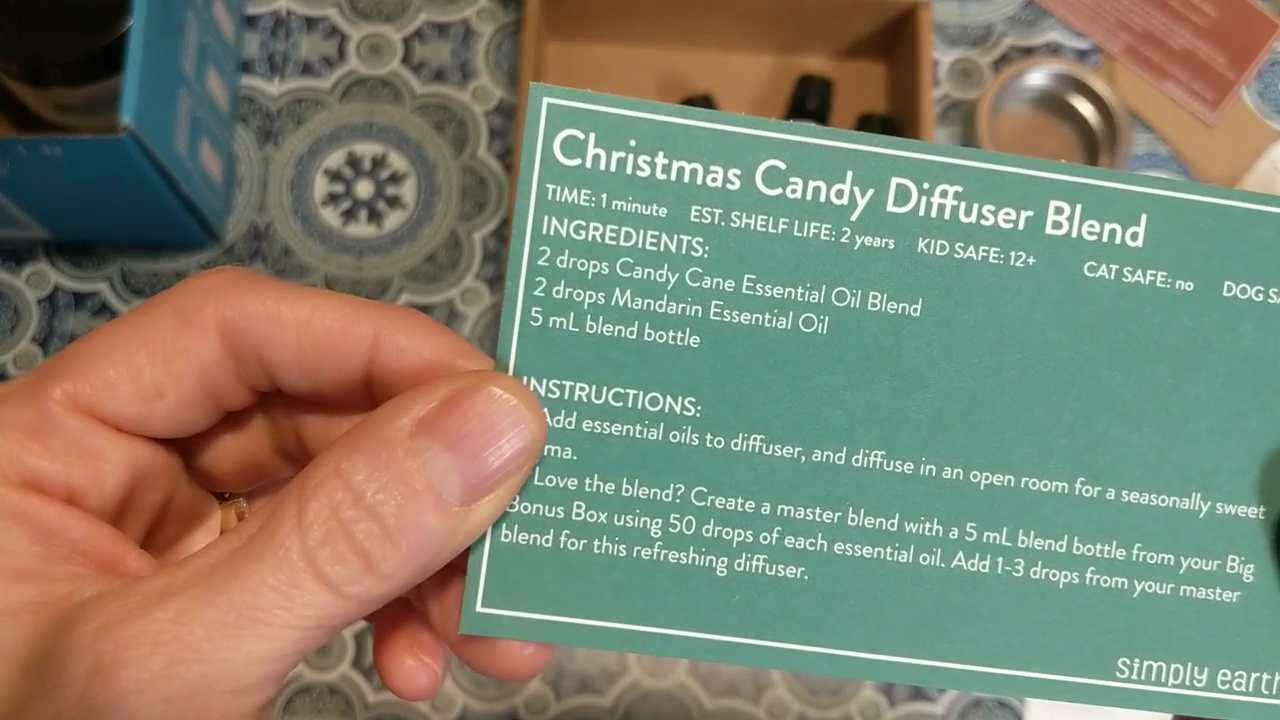 Christmas Candy Diffuser Blend
TIME: 1 minute EST. SHELF LIFE: 2 years KID SAFE: 12+ CAT SAFE: no DOG
INGREDIENTS:
2 drops Candy Cane Essential Oil Blend
2 drops Mandarin Essential Oil
5 mL blend bottle
INSTRUCTIONS:
Add essential oils to diffuser, and diffuse in an open room for a seasonally sweet
ma.
Love the blend? Create a master blend with a 5 mL blend bottle from your Big
Bonus Box using 50 drops of each essential oil. Add 1-3 drops from your master
blend for this refreshing diffuser.
simply earth